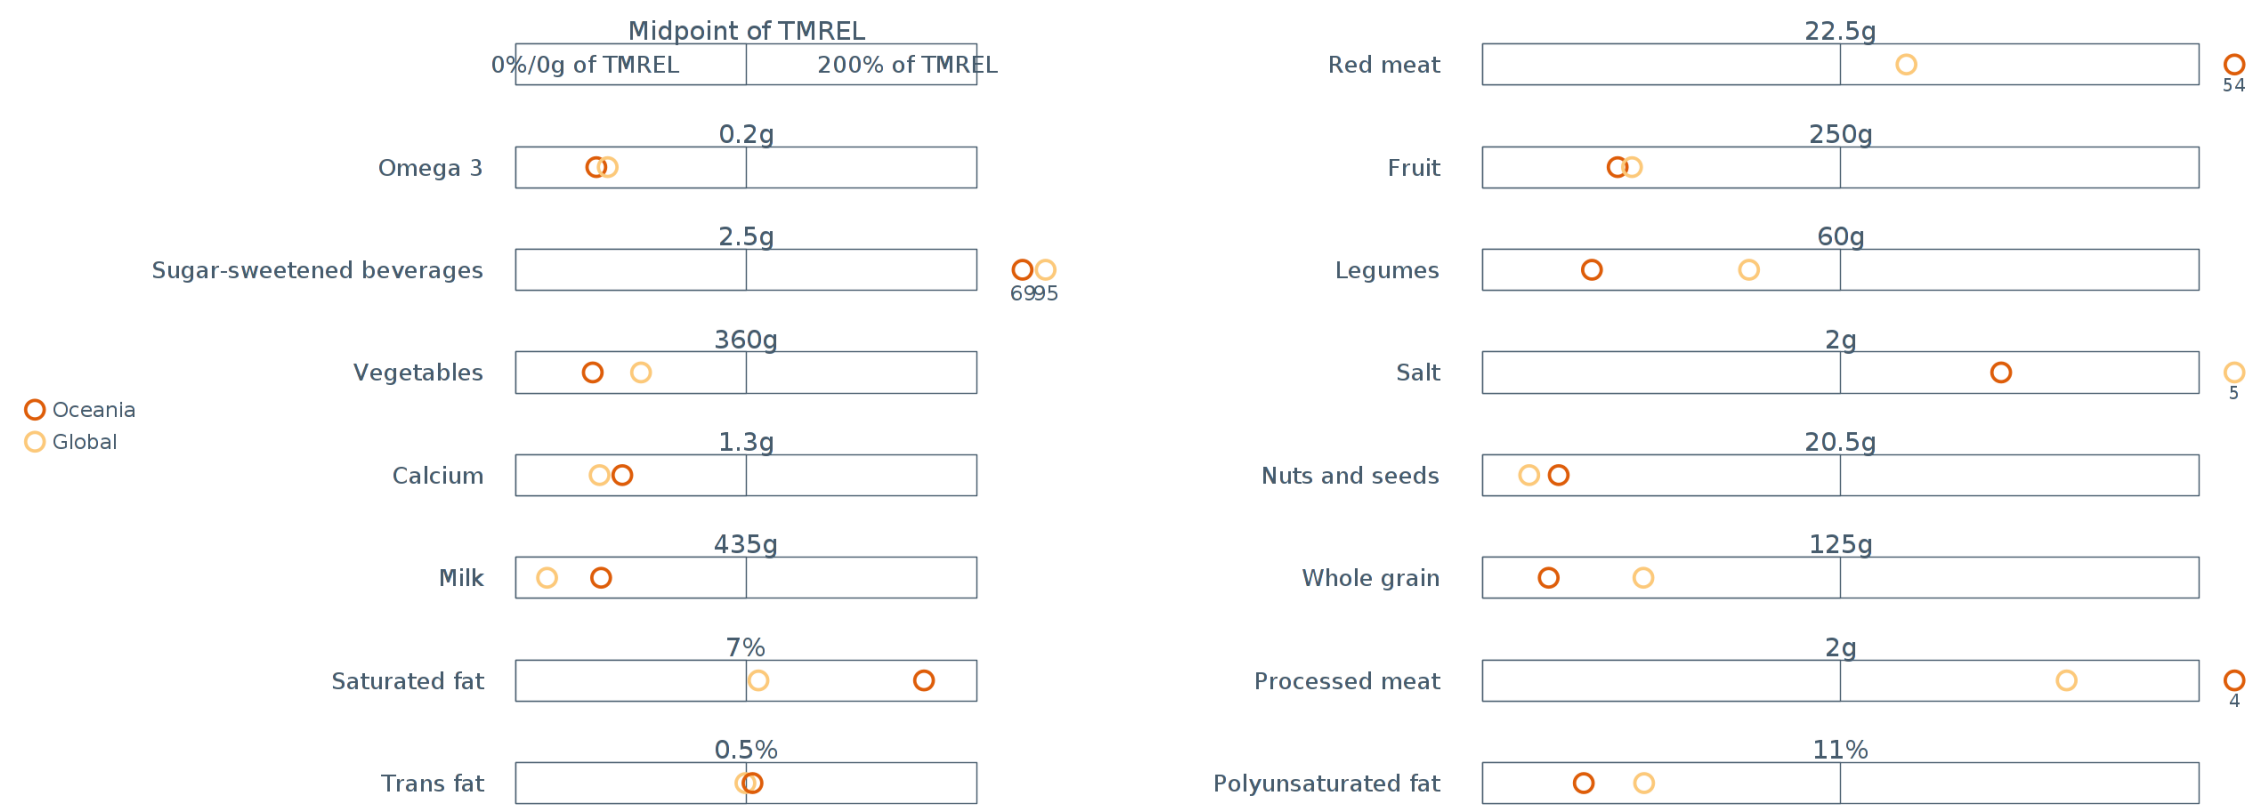 Midpoint of TMREL
0%/0g of TMREL
200% of TMREL
Omega 3
0.2g
Sugar-sweetened beverages
2.5g
69
95
Vegetables
360g
Calcium
1.3g
Milk
435g
Saturated fat
7%
Trans fat
0.5%
Oceania
Global
Red meat
22.5g
54
Fruit
250g
Legumes
60g
Salt
2g
5
Nuts and seeds
20.5g
Whole grain
125g
Processed meat
2g
4
Polyunsaturated fat
11%